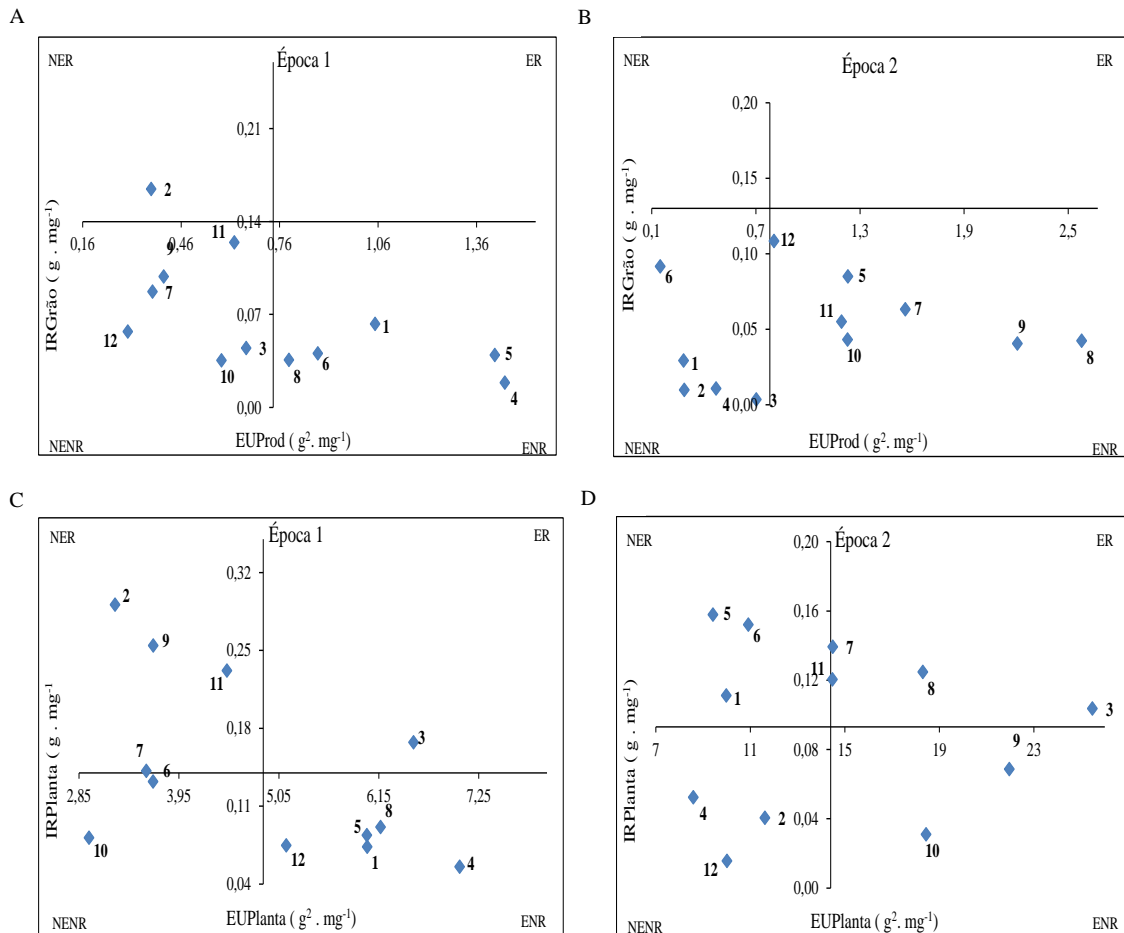 A
NER
Época 1
ER
IRGrão ( g . mg⁻¹)
0,21
0,14
0,07
0,00
0,16
0,46
0,76
1,06
1,36
2
11
9
7
12
10
3
8
6
1
5
4
NENR
EUProd ( g². mg⁻¹)
ENR
B
NER
Época 2
ER
IRGrão ( g . mg⁻¹)
0,20
0,15
0,10
0,05
0,00
0,1
0,7
1,3
1,9
2,5
12
6
5
7
11
10
9
8
1
2
4
3
NENR
EUProd ( g². mg⁻¹)
ENR
C
NER
Época 1
ER
IRPlanta ( g . mg⁻¹)
0,32
0,25
0,18
0,11
0,04
2,85
3,95
5,05
6,15
7,25
2
9
11
3
7
6
10
12
5
8
1
4
NENR
EUPlanta ( g² . mg⁻¹)
ENR
D
NER
Época 2
ER
IRPlanta ( g . mg⁻¹)
0,20
0,16
0,12
0,08
0,04
0,00
7
11
15
19
23
5
6
7
11
8
1
3
9
4
2
10
12
NENR
EUPlanta ( g². mg⁻¹)
ENR